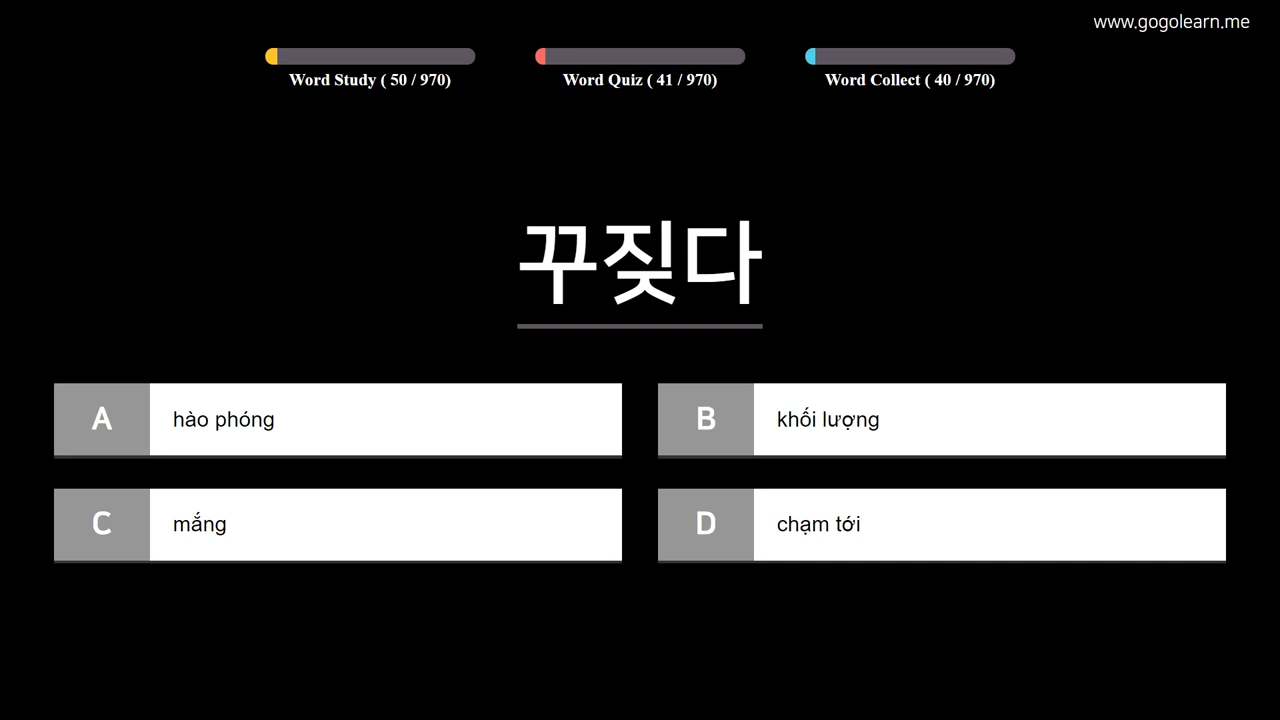 www.gogolearn.me
Word Study ( 50 / 970)
Word Quiz ( 41 / 970)
Word Collect ( 40 / 970)
꾸짖다
A hào phóng
B khối lượng
C mắng
D chạm tới